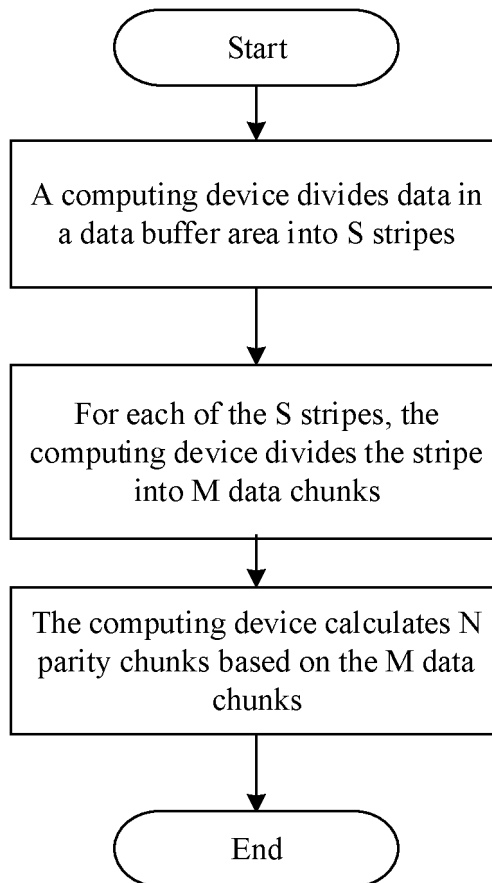 Start
A computing device divides data in
a data buffer area into S stripes
For each of the S stripes, the
computing device divides the stripe
into M data chunks
The computing device calculates N
parity chunks based on the M data
chunks
End